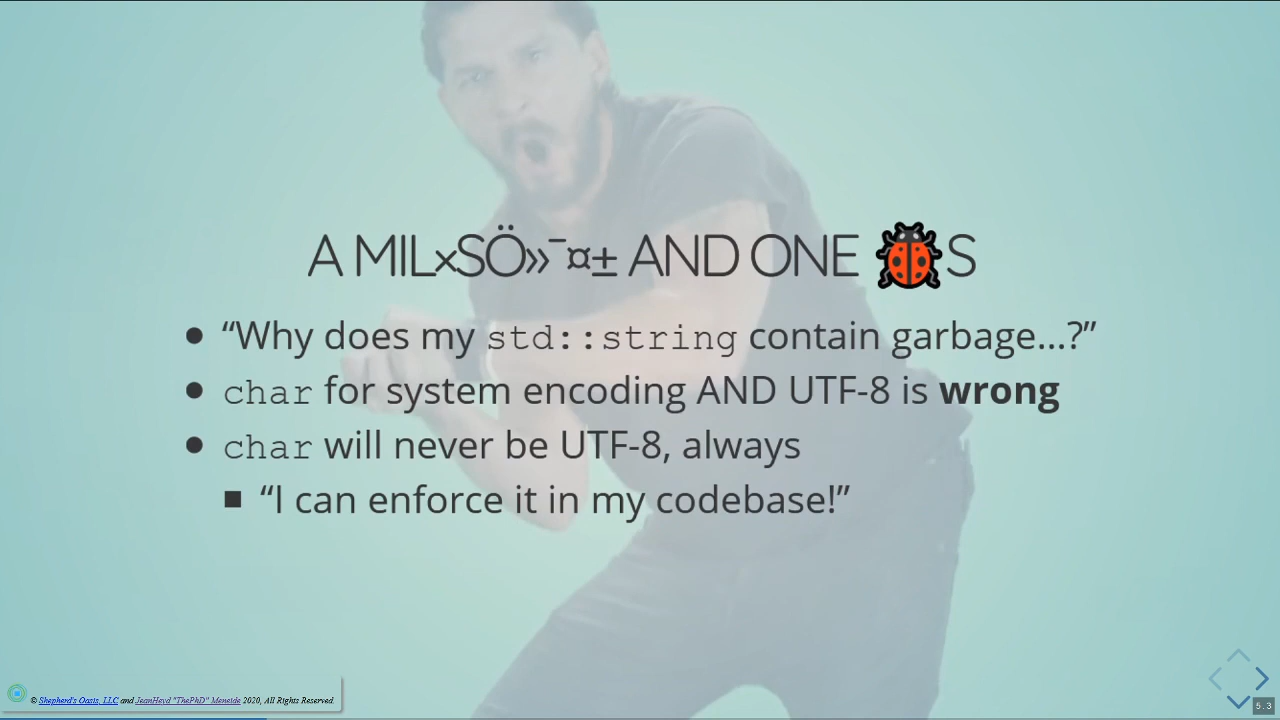 A MIL×SÖ»¯¤± AND ONE 🐞S
“Why does my std::string contain garbage…?”
char for system encoding AND UTF-8 is wrong
char will never be UTF-8, always
“I can enforce it in my codebase!”
© Shepherd's Oasis, LLC and JeanHeyd "ThePhD" Meneide 2020, All Rights Reserved.
5.3